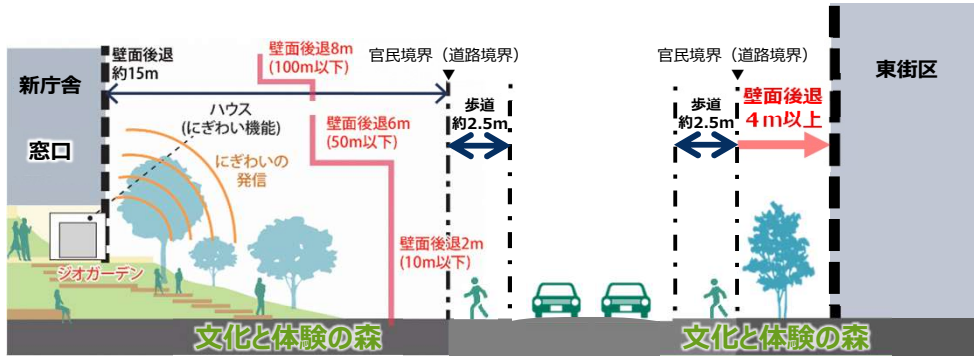 新庁舎
窓口
壁面後退
約15m
壁面後退8m
(100m以下)
官民境界（道路境界）
ハウス
(にぎわい機能)
にぎわいの
発信
壁面後退6m
(50m以下)
壁面後退2m
(10m以下)
ジオガーデン
歩道
約2.5m
官民境界（道路境界）
歩道
約2.5m
壁面後退
４ｍ以上
東街区
文化と体験の森
文化と体験の森